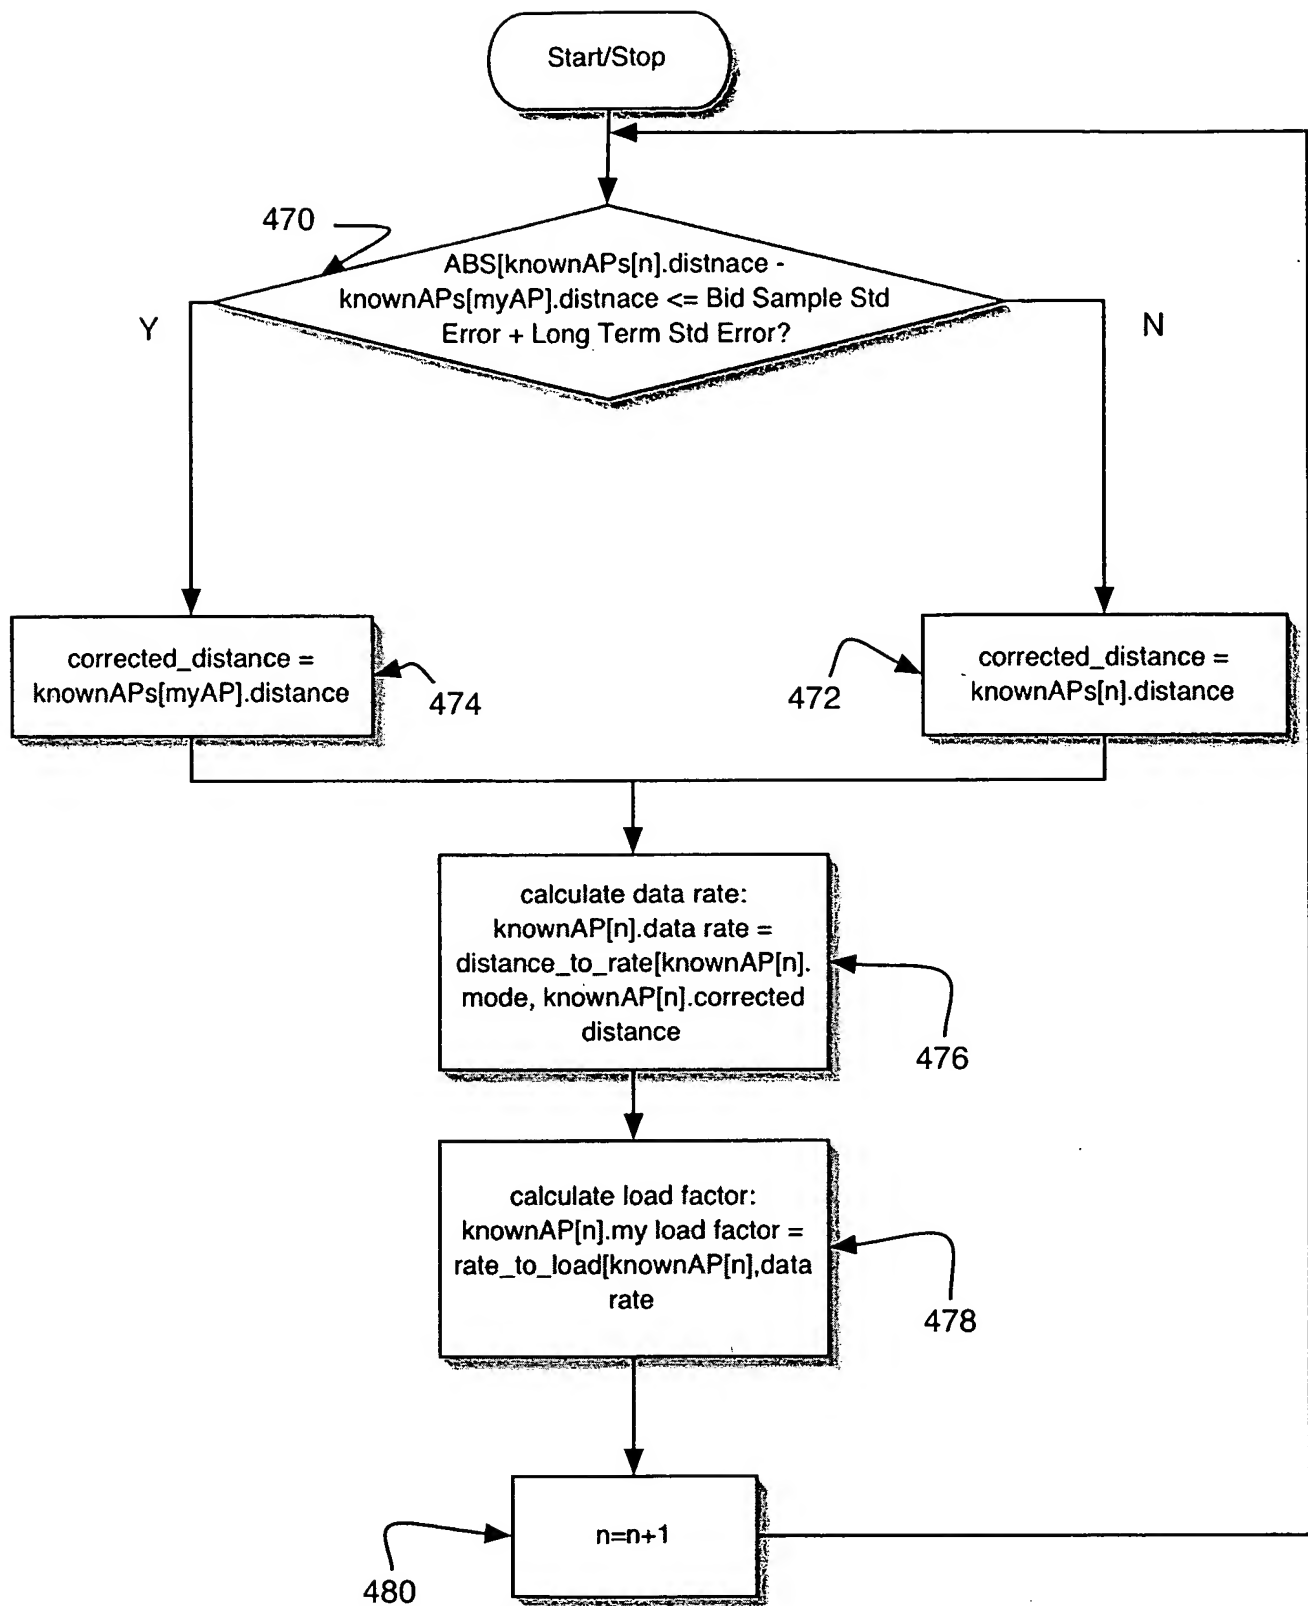 Start/Stop
470
ABS[knownAPs[n].distnace -
knownAPs[myAP].distnace <= Bid Sample Std
Error + Long Term Std Error?
Y
N
corrected_distance =
knownAPs[myAP].distance
474
472
corrected_distance =
knownAPs[n].distance
calculate data rate:
knownAP[n].data rate =
distance_to_rate[knownAP[n].
mode, knownAP[n].corrected
distance
476
calculate load factor:
knownAP[n].my load factor =
rate_to_load[knownAP[n],data
rate
478
n=n+1
480